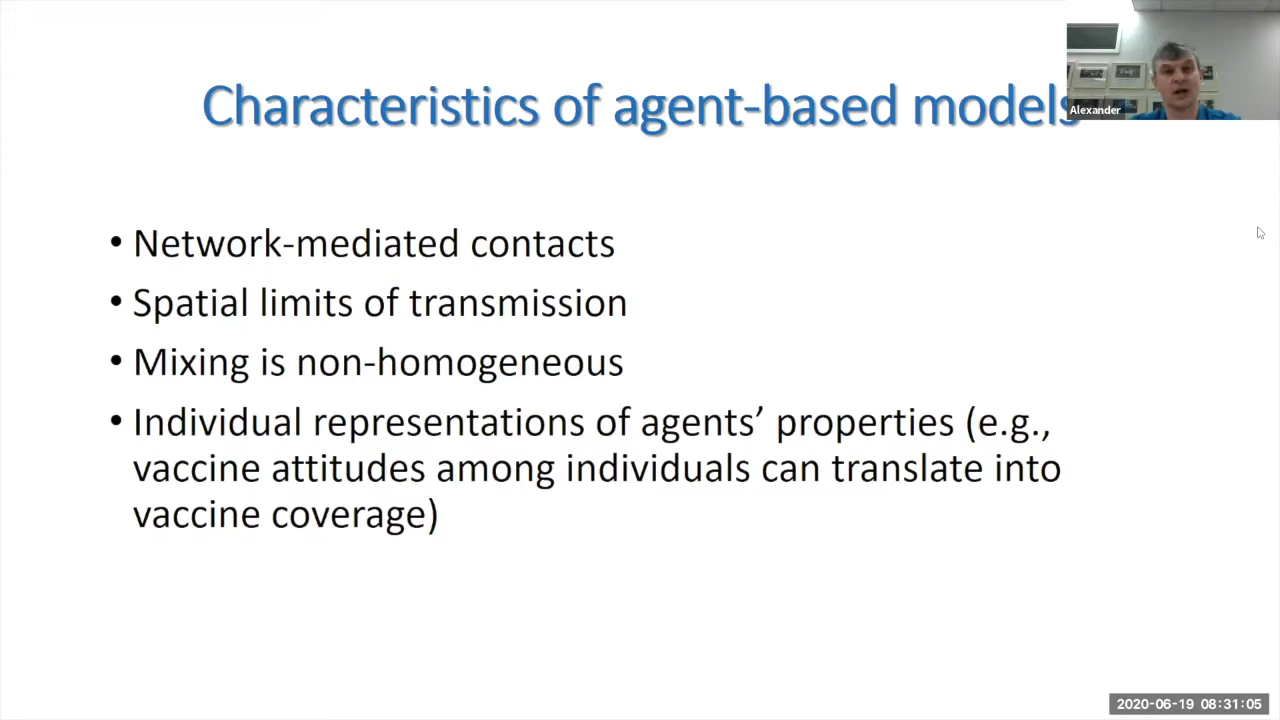 Characteristics of agent-based models
Alexander
• Network-mediated contacts
• Spatial limits of transmission
• Mixing is non-homogeneous
• Individual representations of agents’ properties (e.g.,
vaccine attitudes among individuals can translate into
vaccine coverage)
2020-06-19 08:31:05